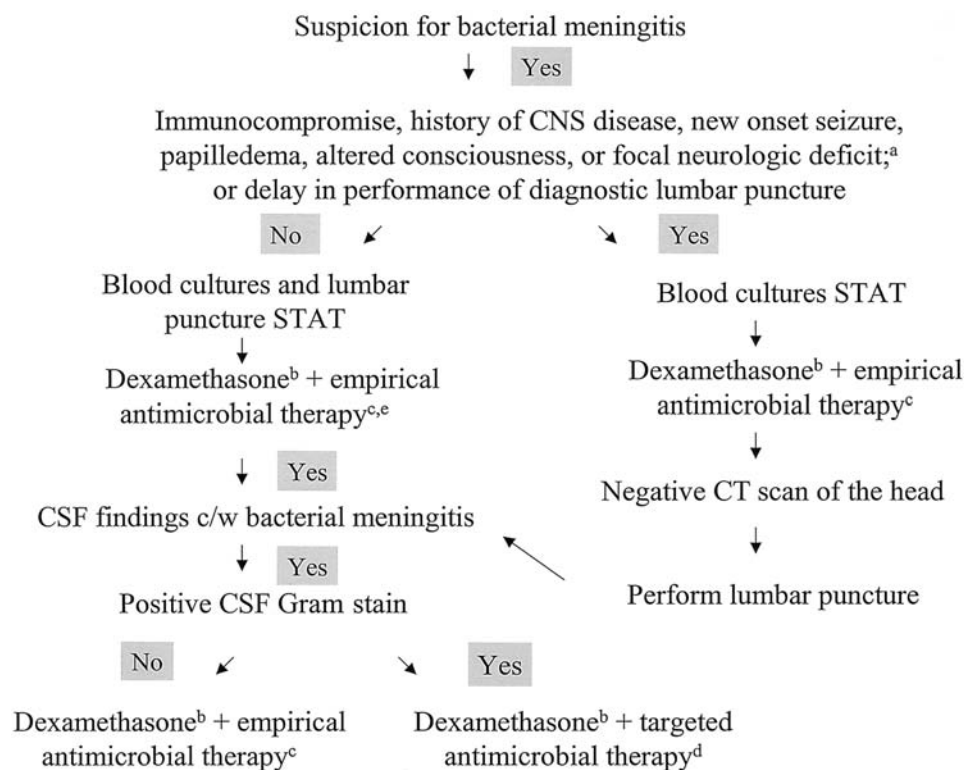 Suspicion for bacterial meningitis
Yes
Immunocompromise, history of CNS disease, new onset seizure,
papilledema, altered consciousness, or focal neurologic deficit;ᵃ
or delay in performance of diagnostic lumbar puncture
No
Yes
Blood cultures and lumbar
puncture STAT
Blood cultures STAT
Dexamethasoneᵇ + empirical
antimicrobial therapyᶜ,ᵉ
Dexamethasoneᵇ + empirical
antimicrobial therapyᶜ
Yes
Negative CT scan of the head
CSF findings c/w bacterial meningitis
Yes
Perform lumbar puncture
Positive CSF Gram stain
No
Yes
Dexamethasoneᵇ + empirical
antimicrobial therapyᶜ
Dexamethasoneᵇ + targeted
antimicrobial therapyᵈ